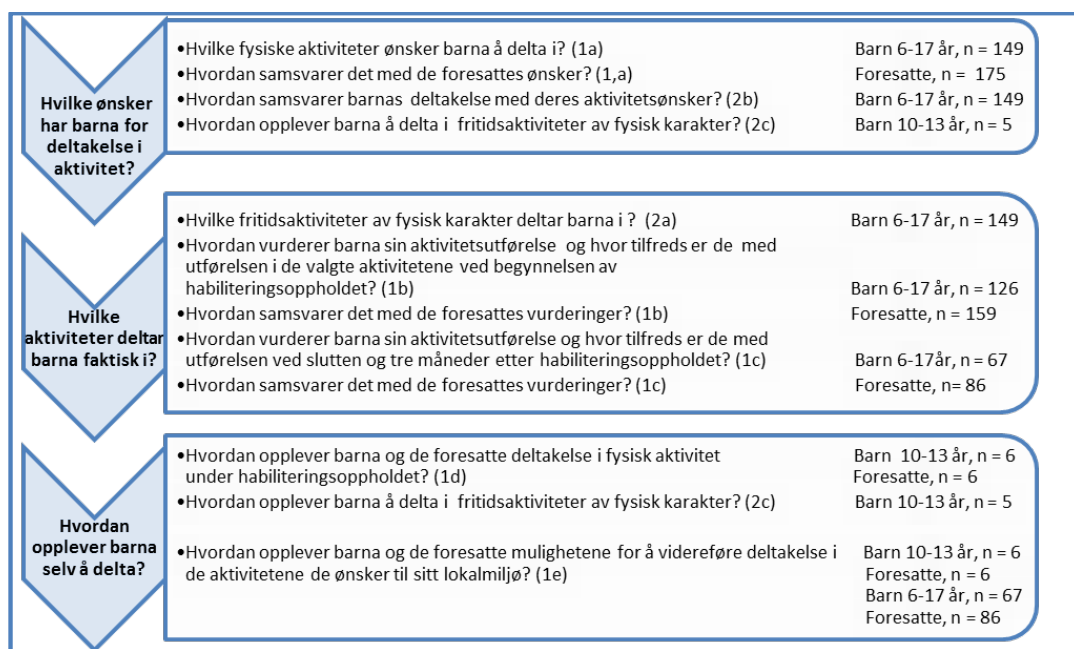 Hvilke ønsker
har barna for
deltakelse i
aktivitet?
•Hvilke fysiske aktiviteter ønsker barna å delta i? (1a) Barn 6-17 år, n = 149
•Hvordan samsvarer det med de foresattes ønsker? (1,a) Foresatte, n = 175
•Hvordan samsvarer barnas deltakelse med deres aktivitetsønsker? (2b) Barn 6-17 år, n = 149
•Hvordan opplever barna å delta i fritidsaktiviteter av fysisk karakter? (2c) Barn 10-13 år, n = 5
Hvilke
aktiviteter deltar
barna faktisk i?
•Hvilke fritidsaktiviteter av fysisk karakter deltar barna i ? (2a) Barn 6-17 år, n = 149
•Hvordan vurderer barna sin aktivitetsutførelse og hvor tilfreds er de med
utførelsen i de valgte aktivitetene ved begynnelsen av
habiliteringsoppholdet? (1b) Barn 6-17 år, n = 126
•Hvordan samsvarer det med de foresattes vurderinger? (1b) Foresatte, n = 159
•Hvordan vurderer barna sin aktivitetsutførelse og hvor tilfreds er de med
utførelsen ved slutten og tre måneder etter habiliteringsoppholdet? (1c) Barn 6-17år, n = 67
•Hvordan samsvarer det med de foresattes vurderinger? (1c) Foresatte, n= 86
Hvordan
opplever barna
selv å delta?
•Hvordan opplever barna og de foresatte deltakelse i fysisk aktivitet Barn 10-13 år, n = 6
under habiliteringsoppholdet? (1d) Foresatte, n = 6
•Hvordan opplever barna å delta i fritidsaktiviteter av fysisk karakter? (2c) Barn 10-13 år, n = 5
•Hvordan opplever barna og de foresatte mulighetene for å videreføre deltakelse i Barn 10-13 år, n = 6
de aktivitetene de ønsker til sitt lokalmiljø? (1e) Foresatte, n = 6
Barn 6-17 år, n = 67
Foresatte, n = 86